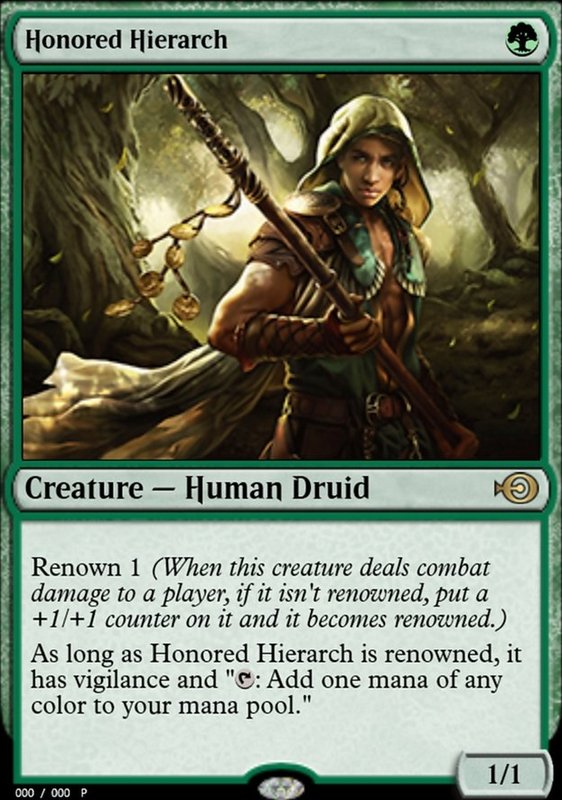 Honored Hierarch
Creature — Human Druid
Renown 1 (When this creature deals combat
damage to a player, if it isn't renowned, put a
+1/+1 counter on it and it becomes renowned.)
As long as Honored Hierarch is renowned, it
has vigilance and ": Add one mana of any
color to your mana pool."
1/1
000 / 000 P